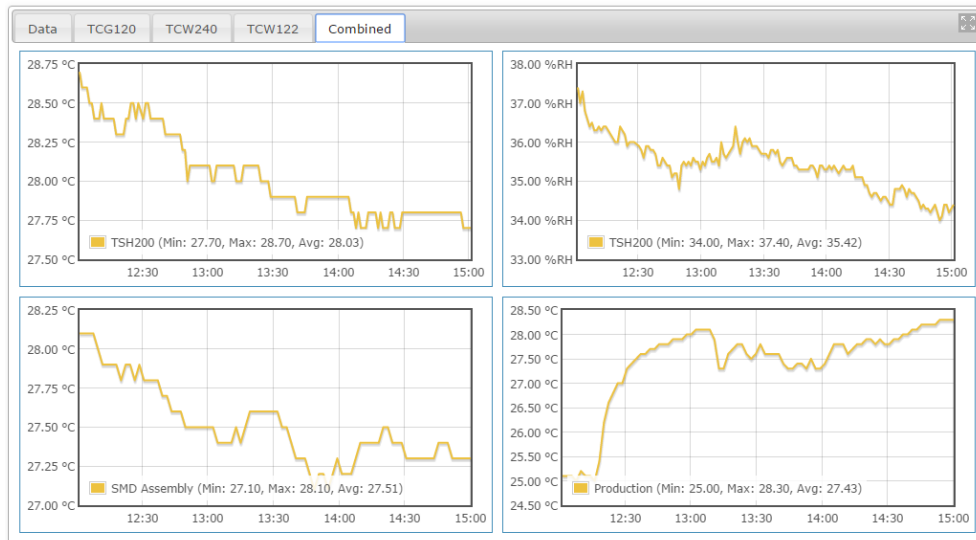 Data TCG120 TCW240 TCW122 Combined
28.75 °C
28.50 °C
28.25 °C
28.00 °C
27.75 °C
27.50 °C
TSH200 (Min: 27.70, Max: 28.70, Avg: 28.03)
12:30 13:00 13:30 14:00 14:30 15:00
38.00 %RH
37.00 %RH
36.00 %RH
35.00 %RH
34.00 %RH
33.00 %RH
TSH200 (Min: 34.00, Max: 37.40, Avg: 35.42)
12:30 13:00 13:30 14:00 14:30 15:00
28.25 °C
28.00 °C
27.75 °C
27.50 °C
27.25 °C
27.00 °C
SMD Assembly (Min: 27.10, Max: 28.10, Avg: 27.51)
12:30 13:00 13:30 14:00 14:30 15:00
28.50 °C
28.00 °C
27.50 °C
27.00 °C
26.50 °C
26.00 °C
25.50 °C
25.00 °C
24.50 °C
Production (Min: 25.00, Max: 28.30, Avg: 27.43)
12:30 13:00 13:30 14:00 14:30 15:00